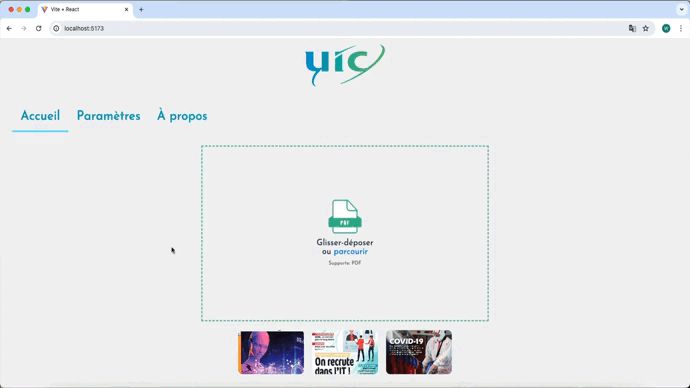 Vite + React
localhost:5173
uic
Accueil Paramètres À propos
PDF
Glisser-déposer
ou parcourir
Supporte: PDF
On recrute
dans l'IT !
COVID-19